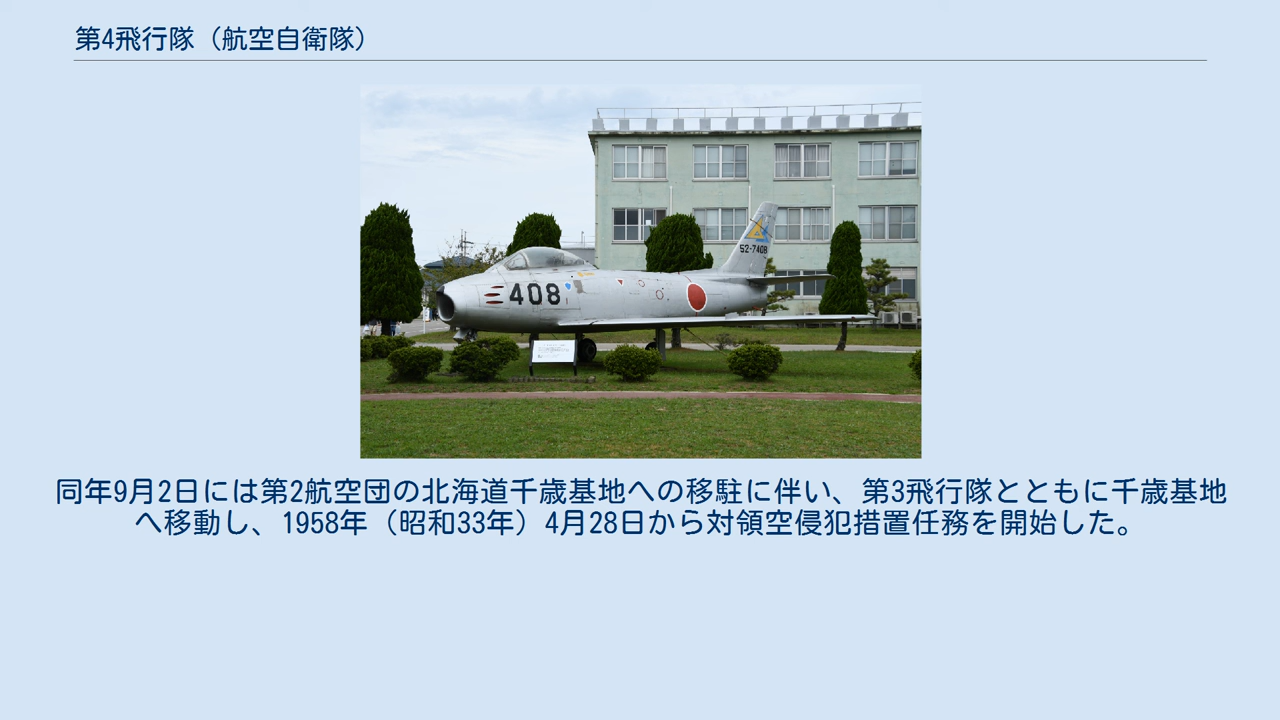 第4飛行隊（航空自衛隊）
52-7408
408
同年9月2日には第2航空団の北海道千歳基地への移駐に伴い、第3飛行隊とともに千歳基地
へ移動し、1958年（昭和33年）4月28日から対領空侵犯措置任務を開始した。